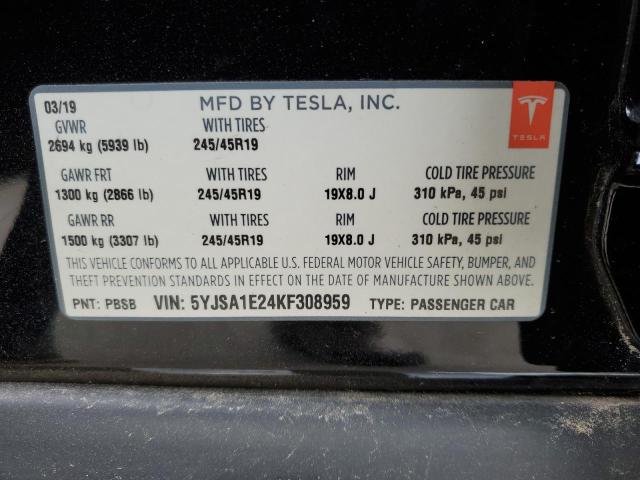 03/19 MFD BY TESLA, INC.
GVWR WITH TIRES
2694 kg (5939 lb) 245/45R19
TESLA
GAWR FRT WITH TIRES RIM COLD TIRE PRESSURE
1300 kg (2866 lb) 245/45R19 19X8.0 J 310 kPa, 45 psi
GAWR RR WITH TIRES RIM COLD TIRE PRESSURE
1500 kg (3307 lb) 245/45R19 19X8.0 J 310 kPa, 45 psi
THIS VEHICLE CONFORMS TO ALL APPLICABLE U.S. FEDERAL MOTOR VEHICLE SAFETY, BUMPER, AND
THEFT PREVENTION STANDARDS IN EFFECT ON THE DATE OF MANUFACTURE SHOWN ABOVE.
PNT: PBSB VIN: 5YJSA1E24KF308959 TYPE: PASSENGER CAR